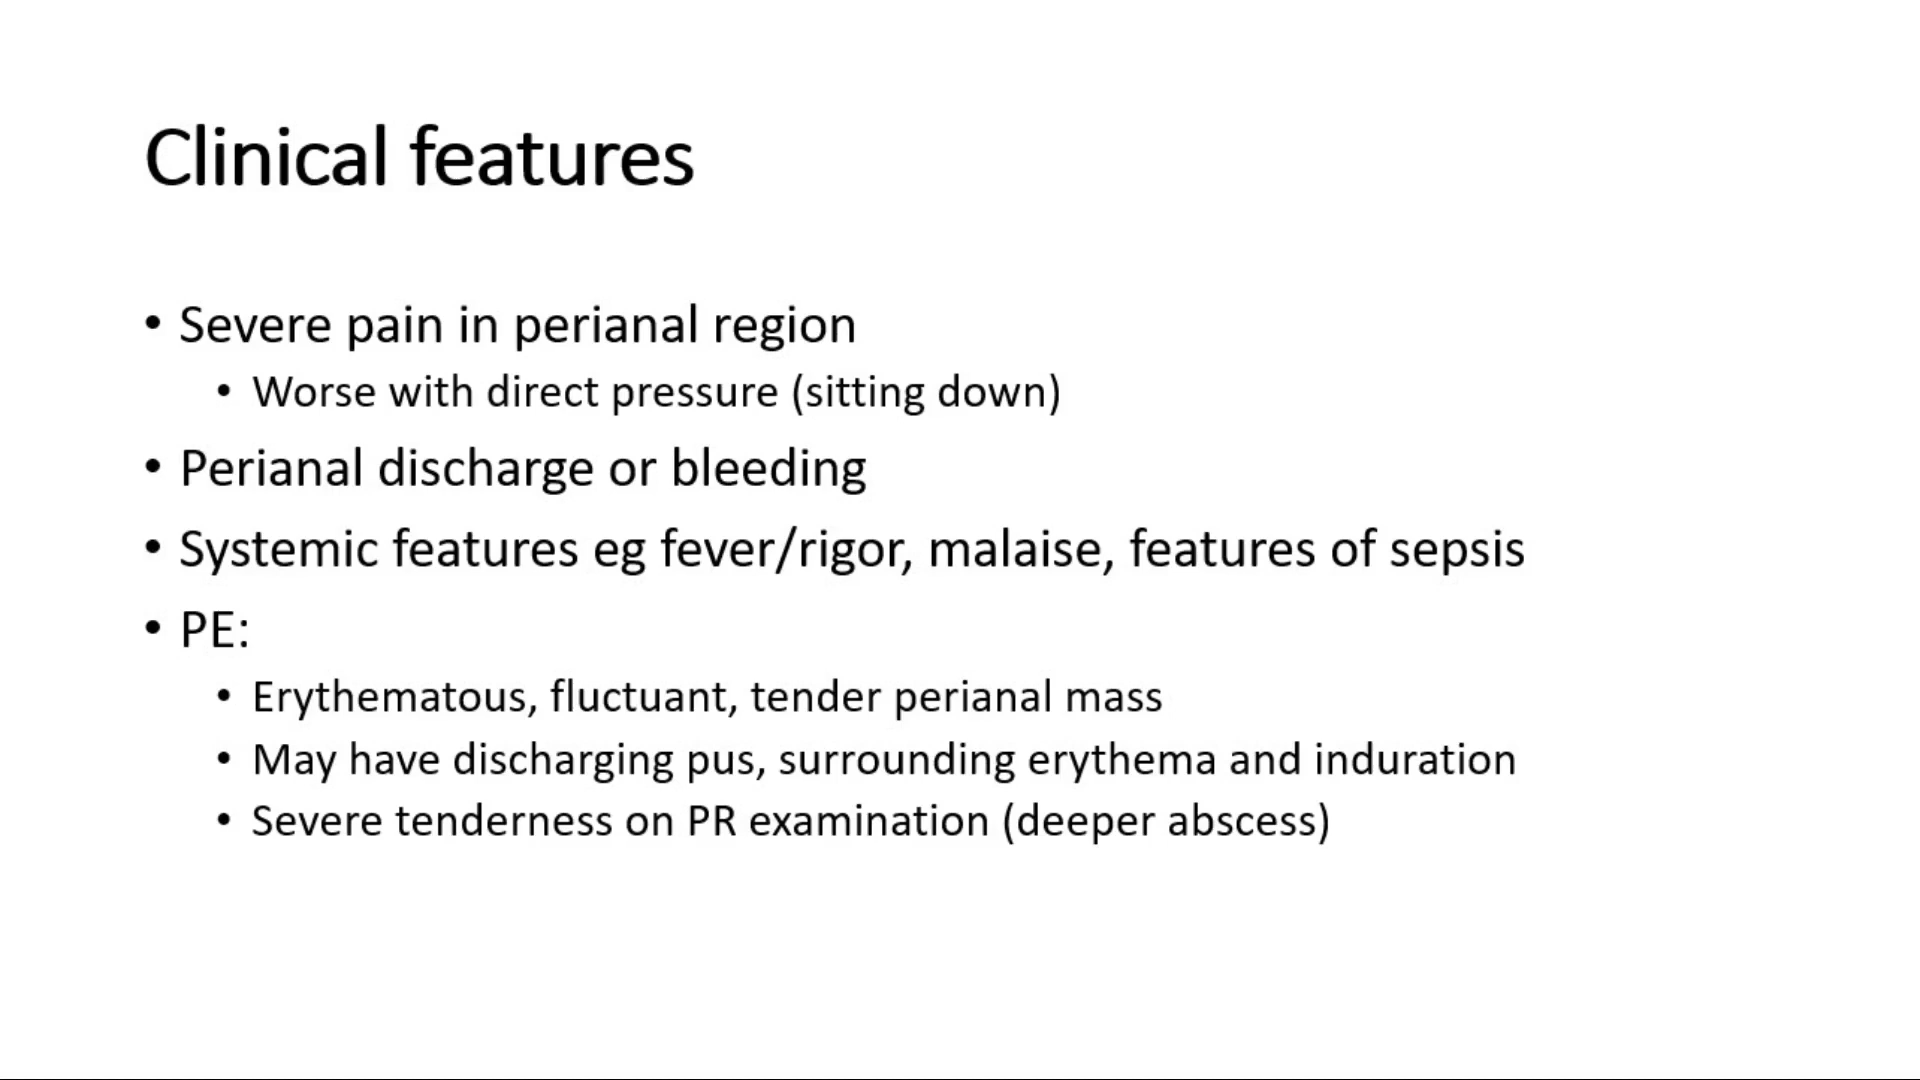 Clinical features
• Severe pain in perianal region
• Worse with direct pressure (sitting down)
• Perianal discharge or bleeding
• Systemic features eg fever/rigor, malaise, features of sepsis
• PE:
• Erythematous, fluctuant, tender perianal mass
• May have discharging pus, surrounding erythema and induration
• Severe tenderness on PR examination (deeper abscess)